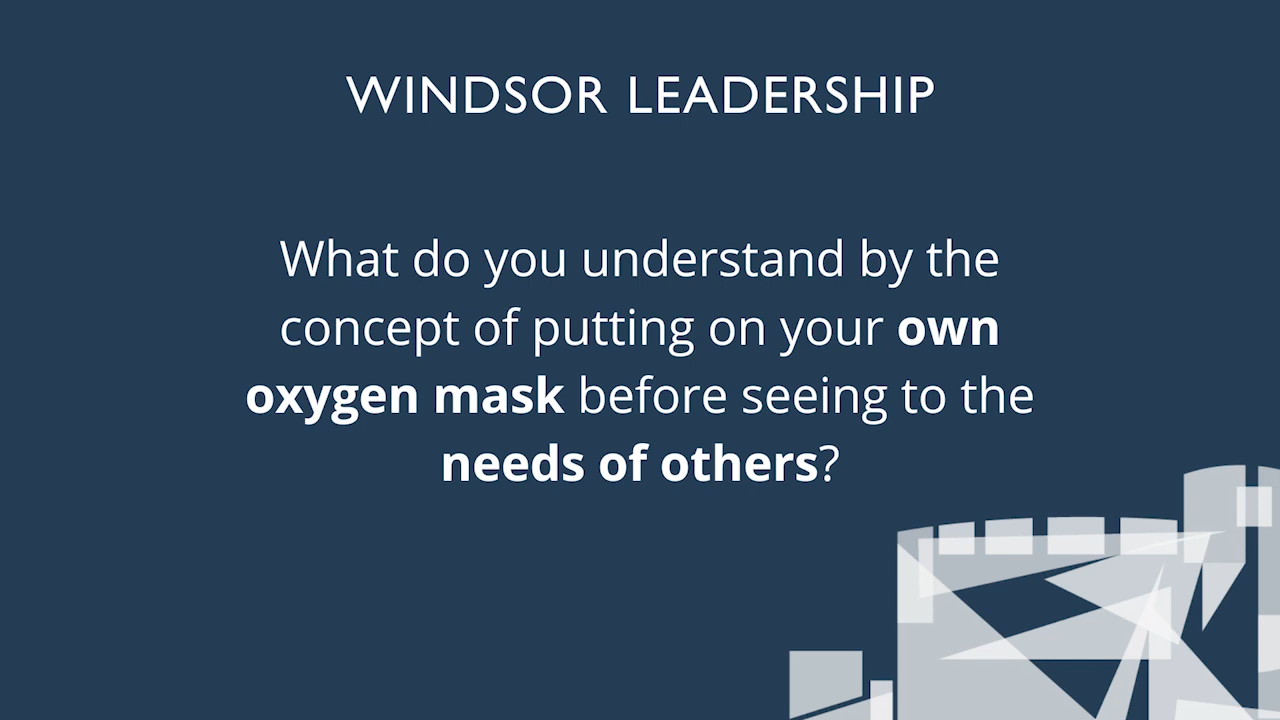 WINDSOR LEADERSHIP
What do you understand by the
concept of putting on your own
oxygen mask before seeing to the
needs of others?